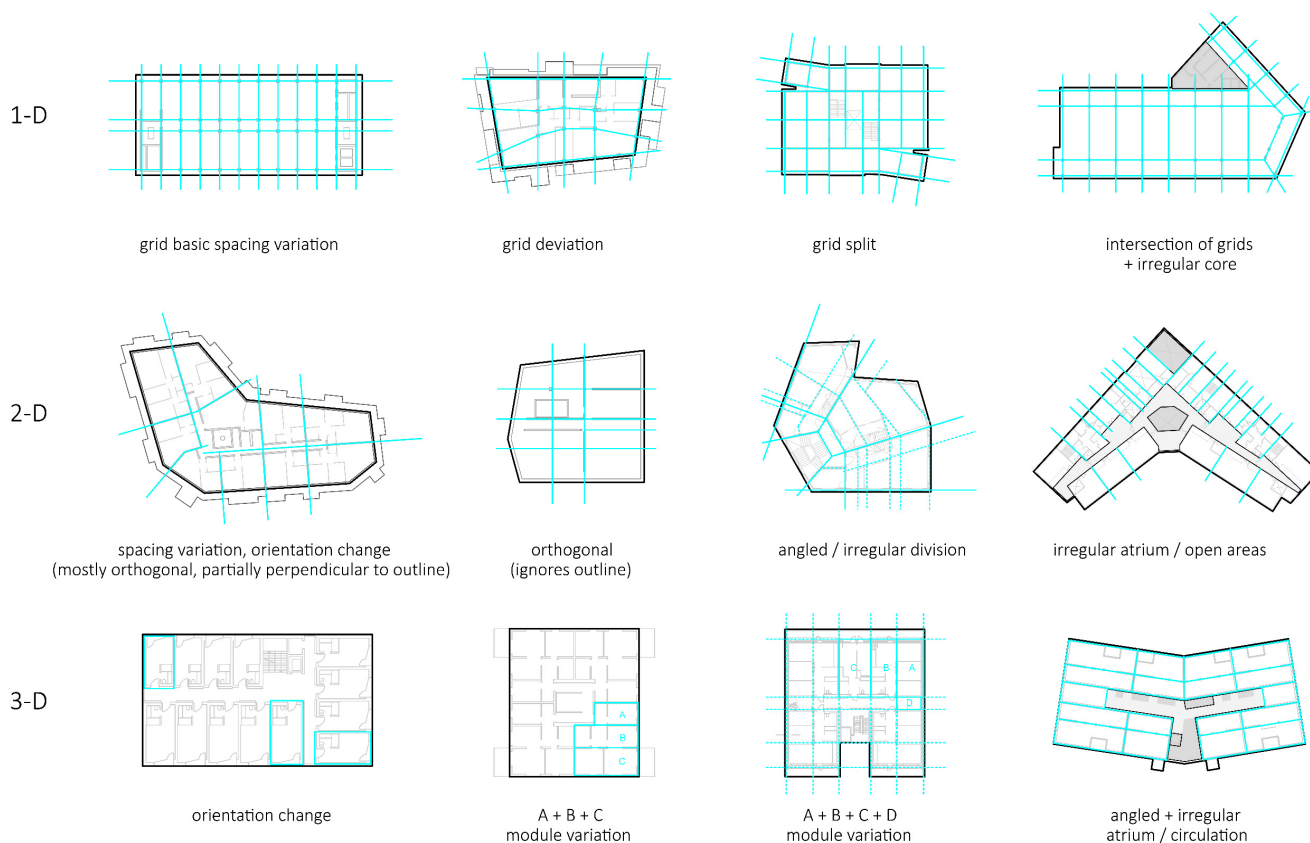 1-D
grid basic spacing variation
grid deviation
grid split
intersection of grids
+ irregular core
2-D
spacing variation, orientation change
(mostly orthogonal, partially perpendicular to outline)
orthogonal
(ignores outline)
angled / irregular division
irregular atrium / open areas
3-D
orientation change
A
B
C
A + B + C
module variation
C
B
A
D
A + B + C + D
module variation
angled + irregular
atrium / circulation